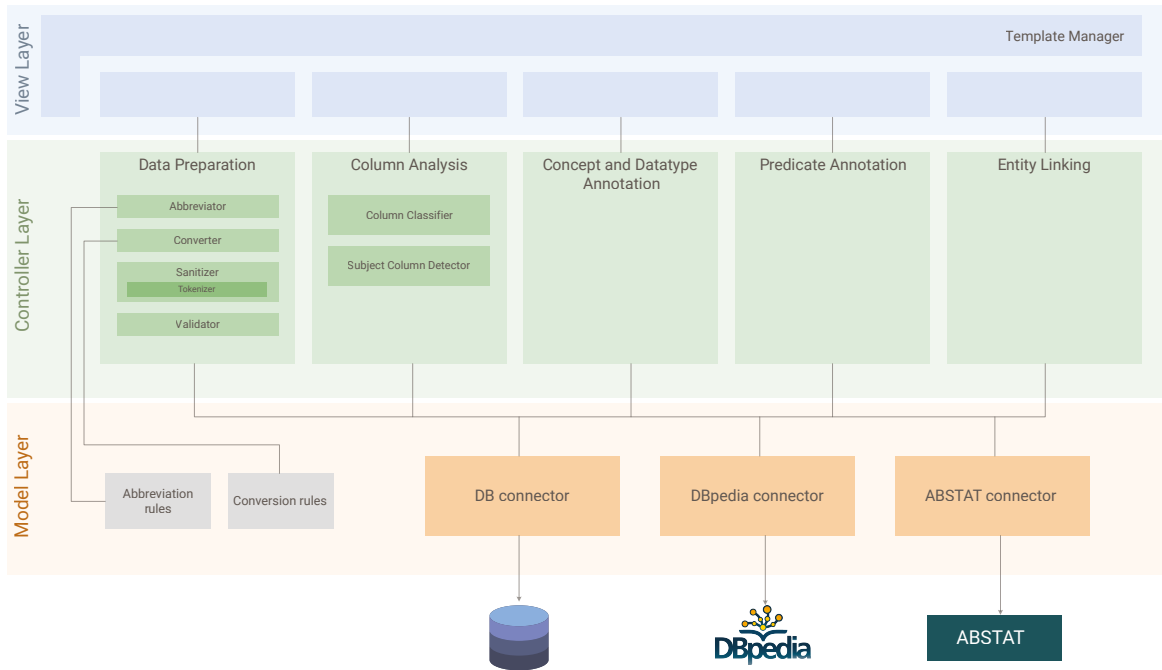 View Layer
Template Manager
Controller Layer
Data Preparation
Abbreviator
Converter
Sanitizer
Tokenizer
Validator
Column Analysis
Column Classifier
Subject Column Detector
Concept and Datatype
Annotation
Predicate Annotation
Entity Linking
Model Layer
Abbreviation
rules
Conversion rules
DB connector
DBpedia connector
ABSTAT connector
DBpedia
ABSTAT